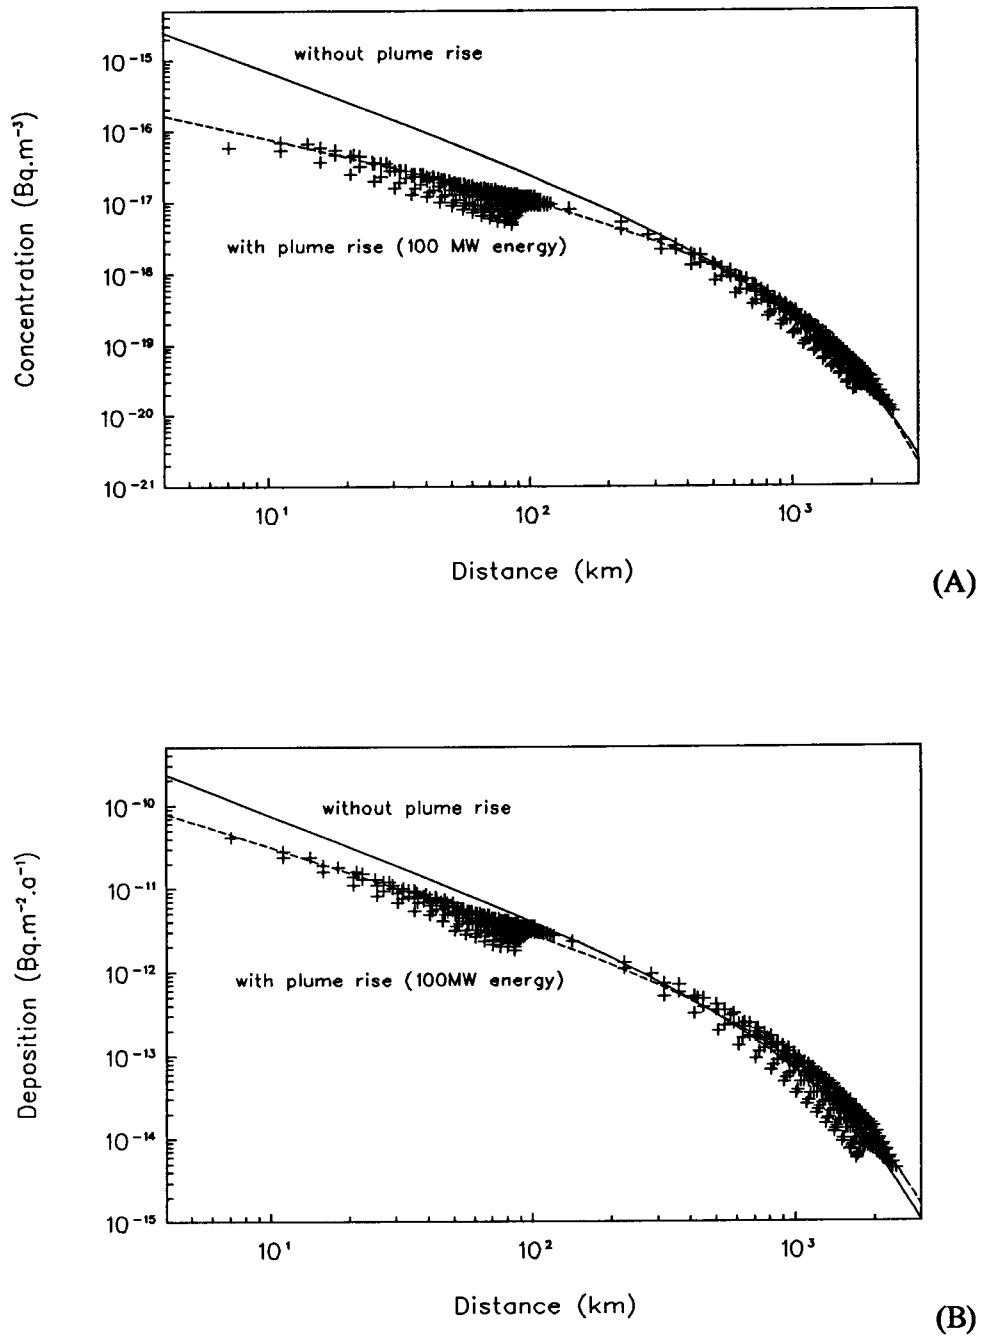 without plume rise
with plume rise (100 MW energy)
Concentration (Bq.m⁻³)
10⁻¹⁵
10⁻¹⁶
10⁻¹⁷
10⁻¹⁸
10⁻¹⁹
10⁻²⁰
10⁻²¹
10¹ 10² 10³
Distance (km)
(A)
without plume rise
with plume rise (100MW energy)
Deposition (Bq.m⁻².a⁻¹)
10⁻¹⁰
10⁻¹¹
10⁻¹²
10⁻¹³
10⁻¹⁴
10⁻¹⁵
10¹ 10² 10³
Distance (km)
(B)